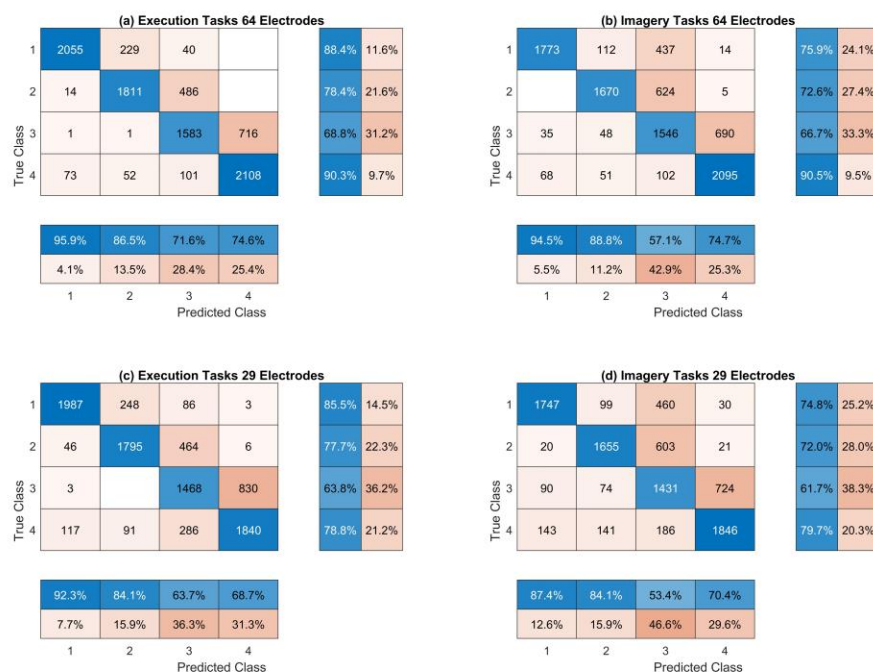 (a) Execution Tasks 64 Electrodes
1 2055 229 40 88.4% 11.6%
2 14 1811 486 78.4% 21.6%
3 1 1 1583 716 68.8% 31.2%
4 73 52 101 2108 90.3% 9.7%
True Class
95.9% 86.5% 71.6% 74.6%
4.1% 13.5% 28.4% 25.4%
1 2 3 4
Predicted Class
(b) Imagery Tasks 64 Electrodes
1 1773 112 437 14 75.9% 24.1%
2 1670 624 5 72.6% 27.4%
3 35 48 1546 690 66.7% 33.3%
4 68 51 102 2095 90.5% 9.5%
True Class
94.5% 88.8% 57.1% 74.7%
5.5% 11.2% 42.9% 25.3%
1 2 3 4
Predicted Class
(c) Execution Tasks 29 Electrodes
1 1987 248 86 3 85.5% 14.5%
2 46 1795 464 6 77.7% 22.3%
3 3 1468 830 63.8% 36.2%
4 117 91 286 1840 78.8% 21.2%
True Class
92.3% 84.1% 63.7% 68.7%
7.7% 15.9% 36.3% 31.3%
1 2 3 4
Predicted Class
(d) Imagery Tasks 29 Electrodes
1 1747 99 460 30 74.8% 25.2%
2 20 1655 603 21 72.0% 28.0%
3 90 74 1431 724 61.7% 38.3%
4 143 141 186 1846 79.7% 20.3%
True Class
87.4% 84.1% 53.4% 70.4%
12.6% 15.9% 46.6% 29.6%
1 2 3 4
Predicted Class